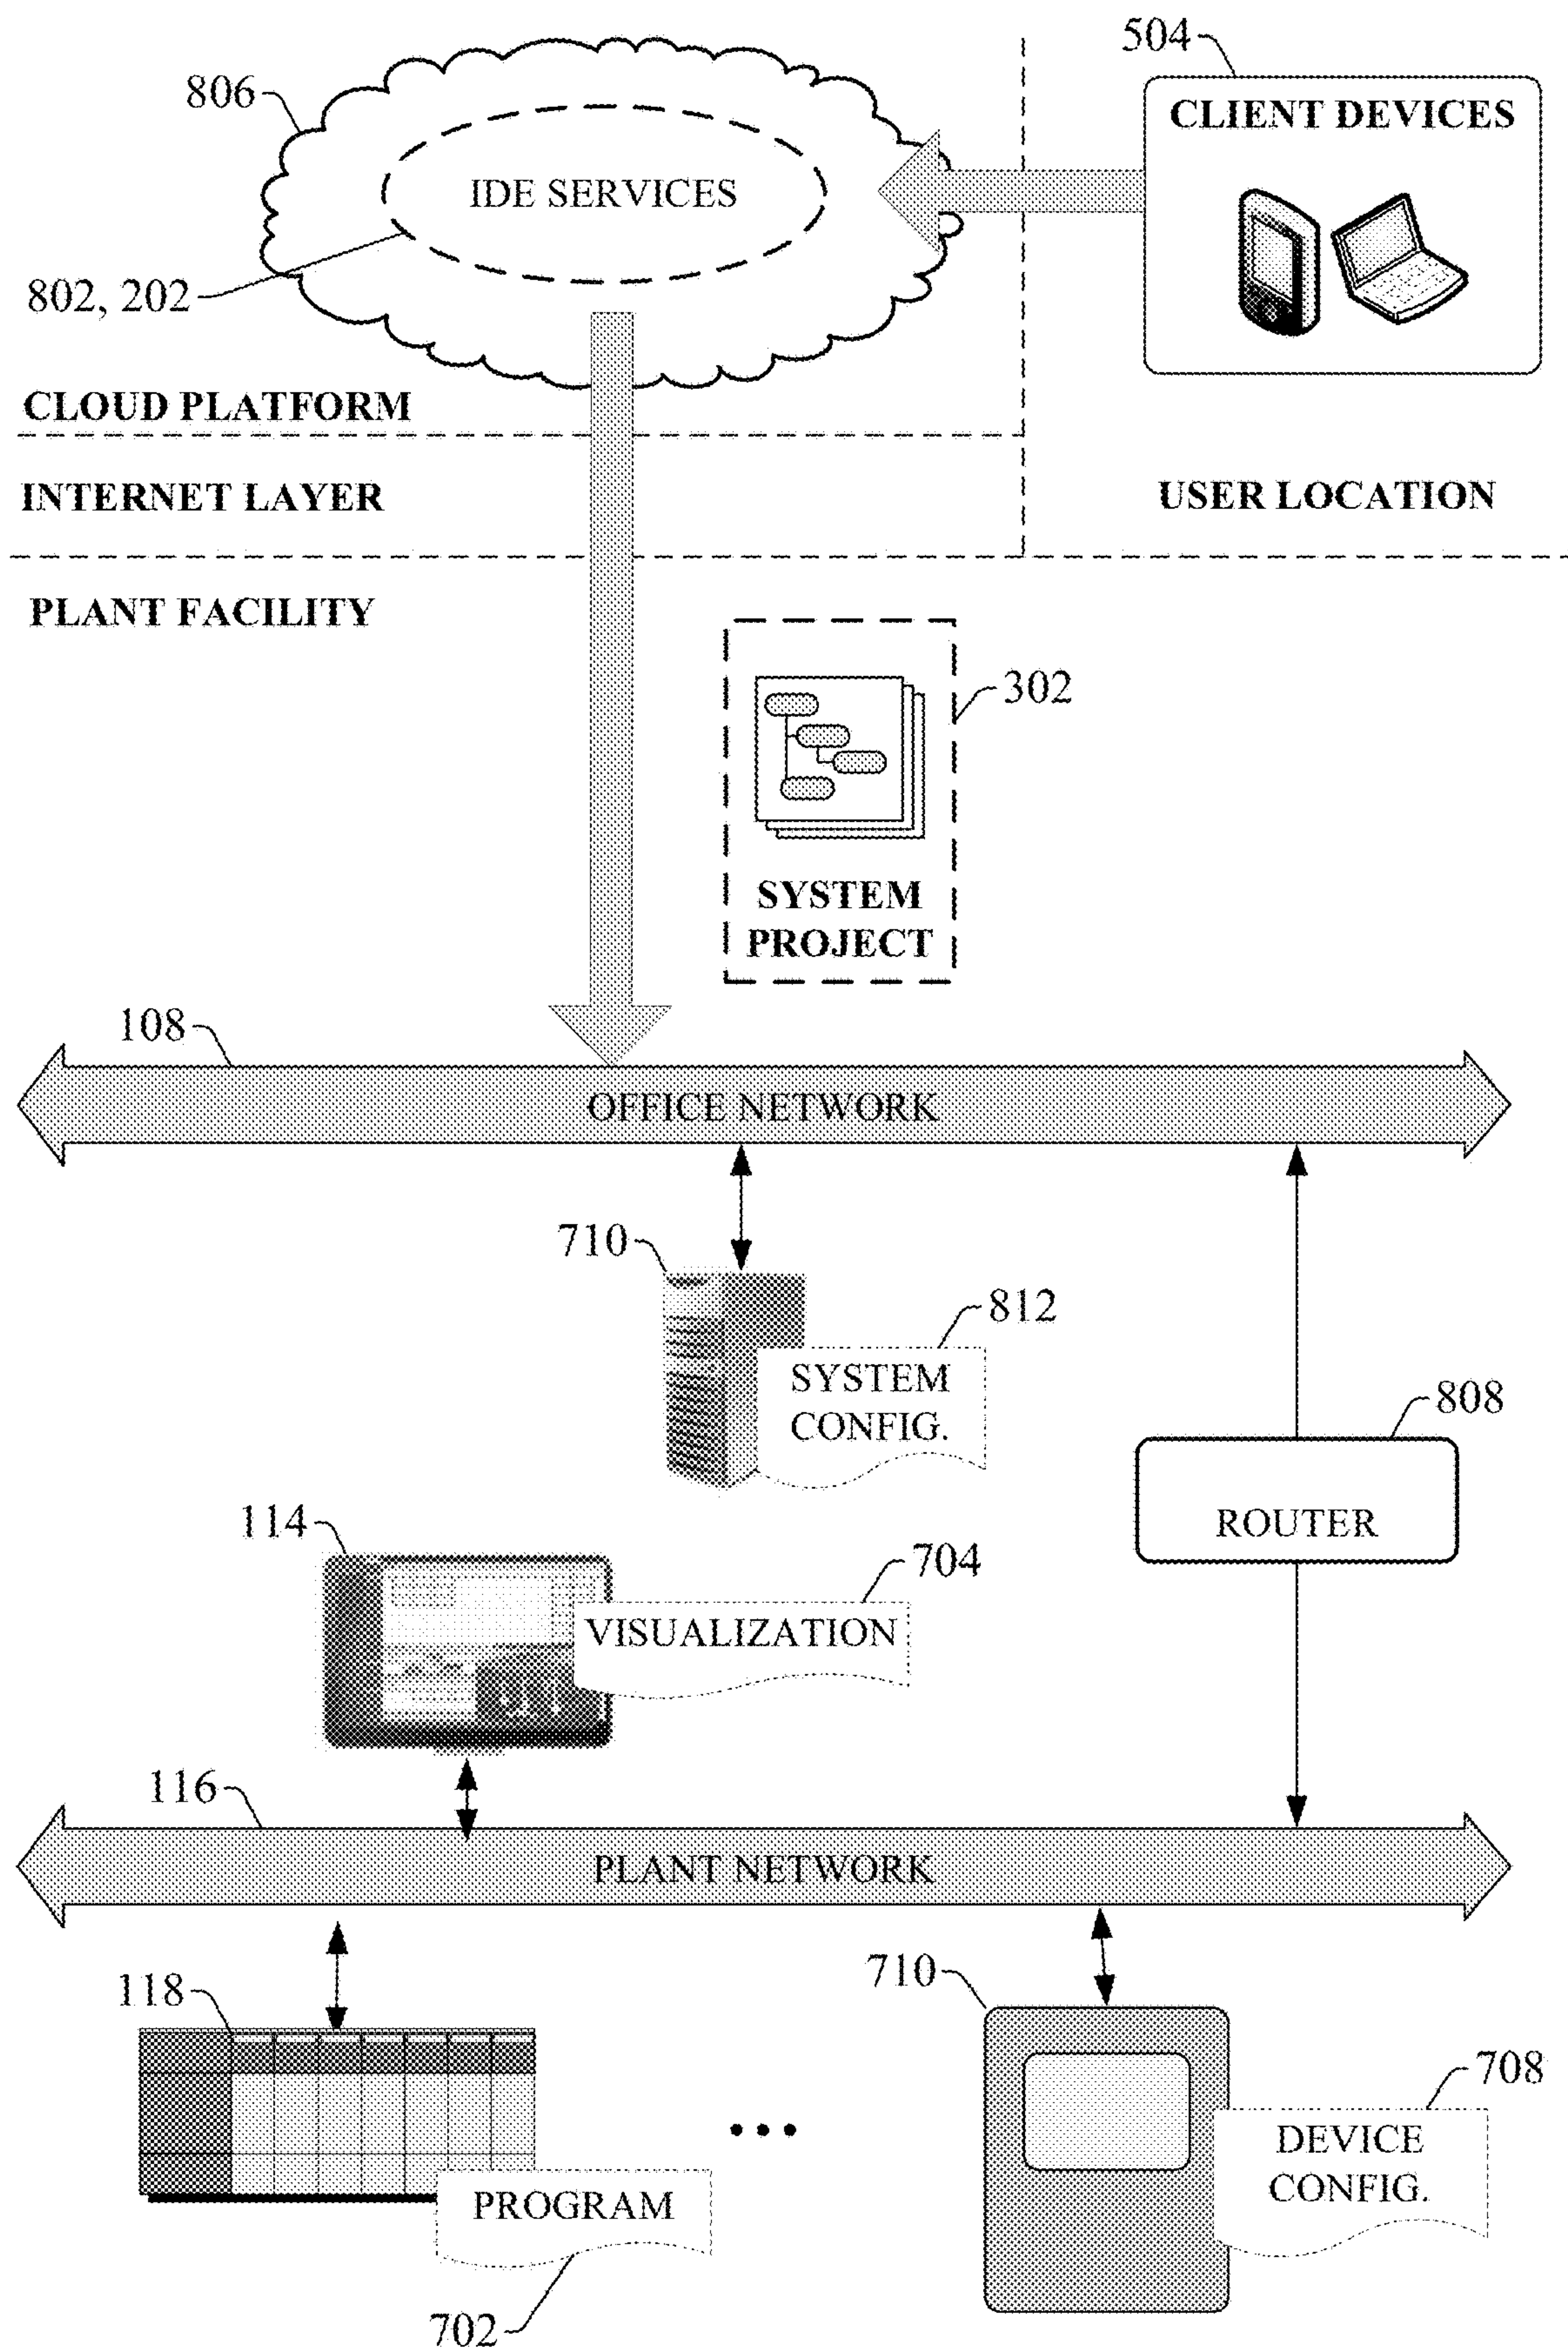 504
CLIENT DEVICES
806
IDE SERVICES
802, 202
CLOUD PLATFORM
INTERNET LAYER
USER LOCATION
PLANT FACILITY
302
SYSTEM
PROJECT
108
OFFICE NETWORK
710
812
SYSTEM
CONFIG.
808
ROUTER
114
704
VISUALIZATION
116
PLANT NETWORK
118
710
708
DEVICE
CONFIG.
PROGRAM
702